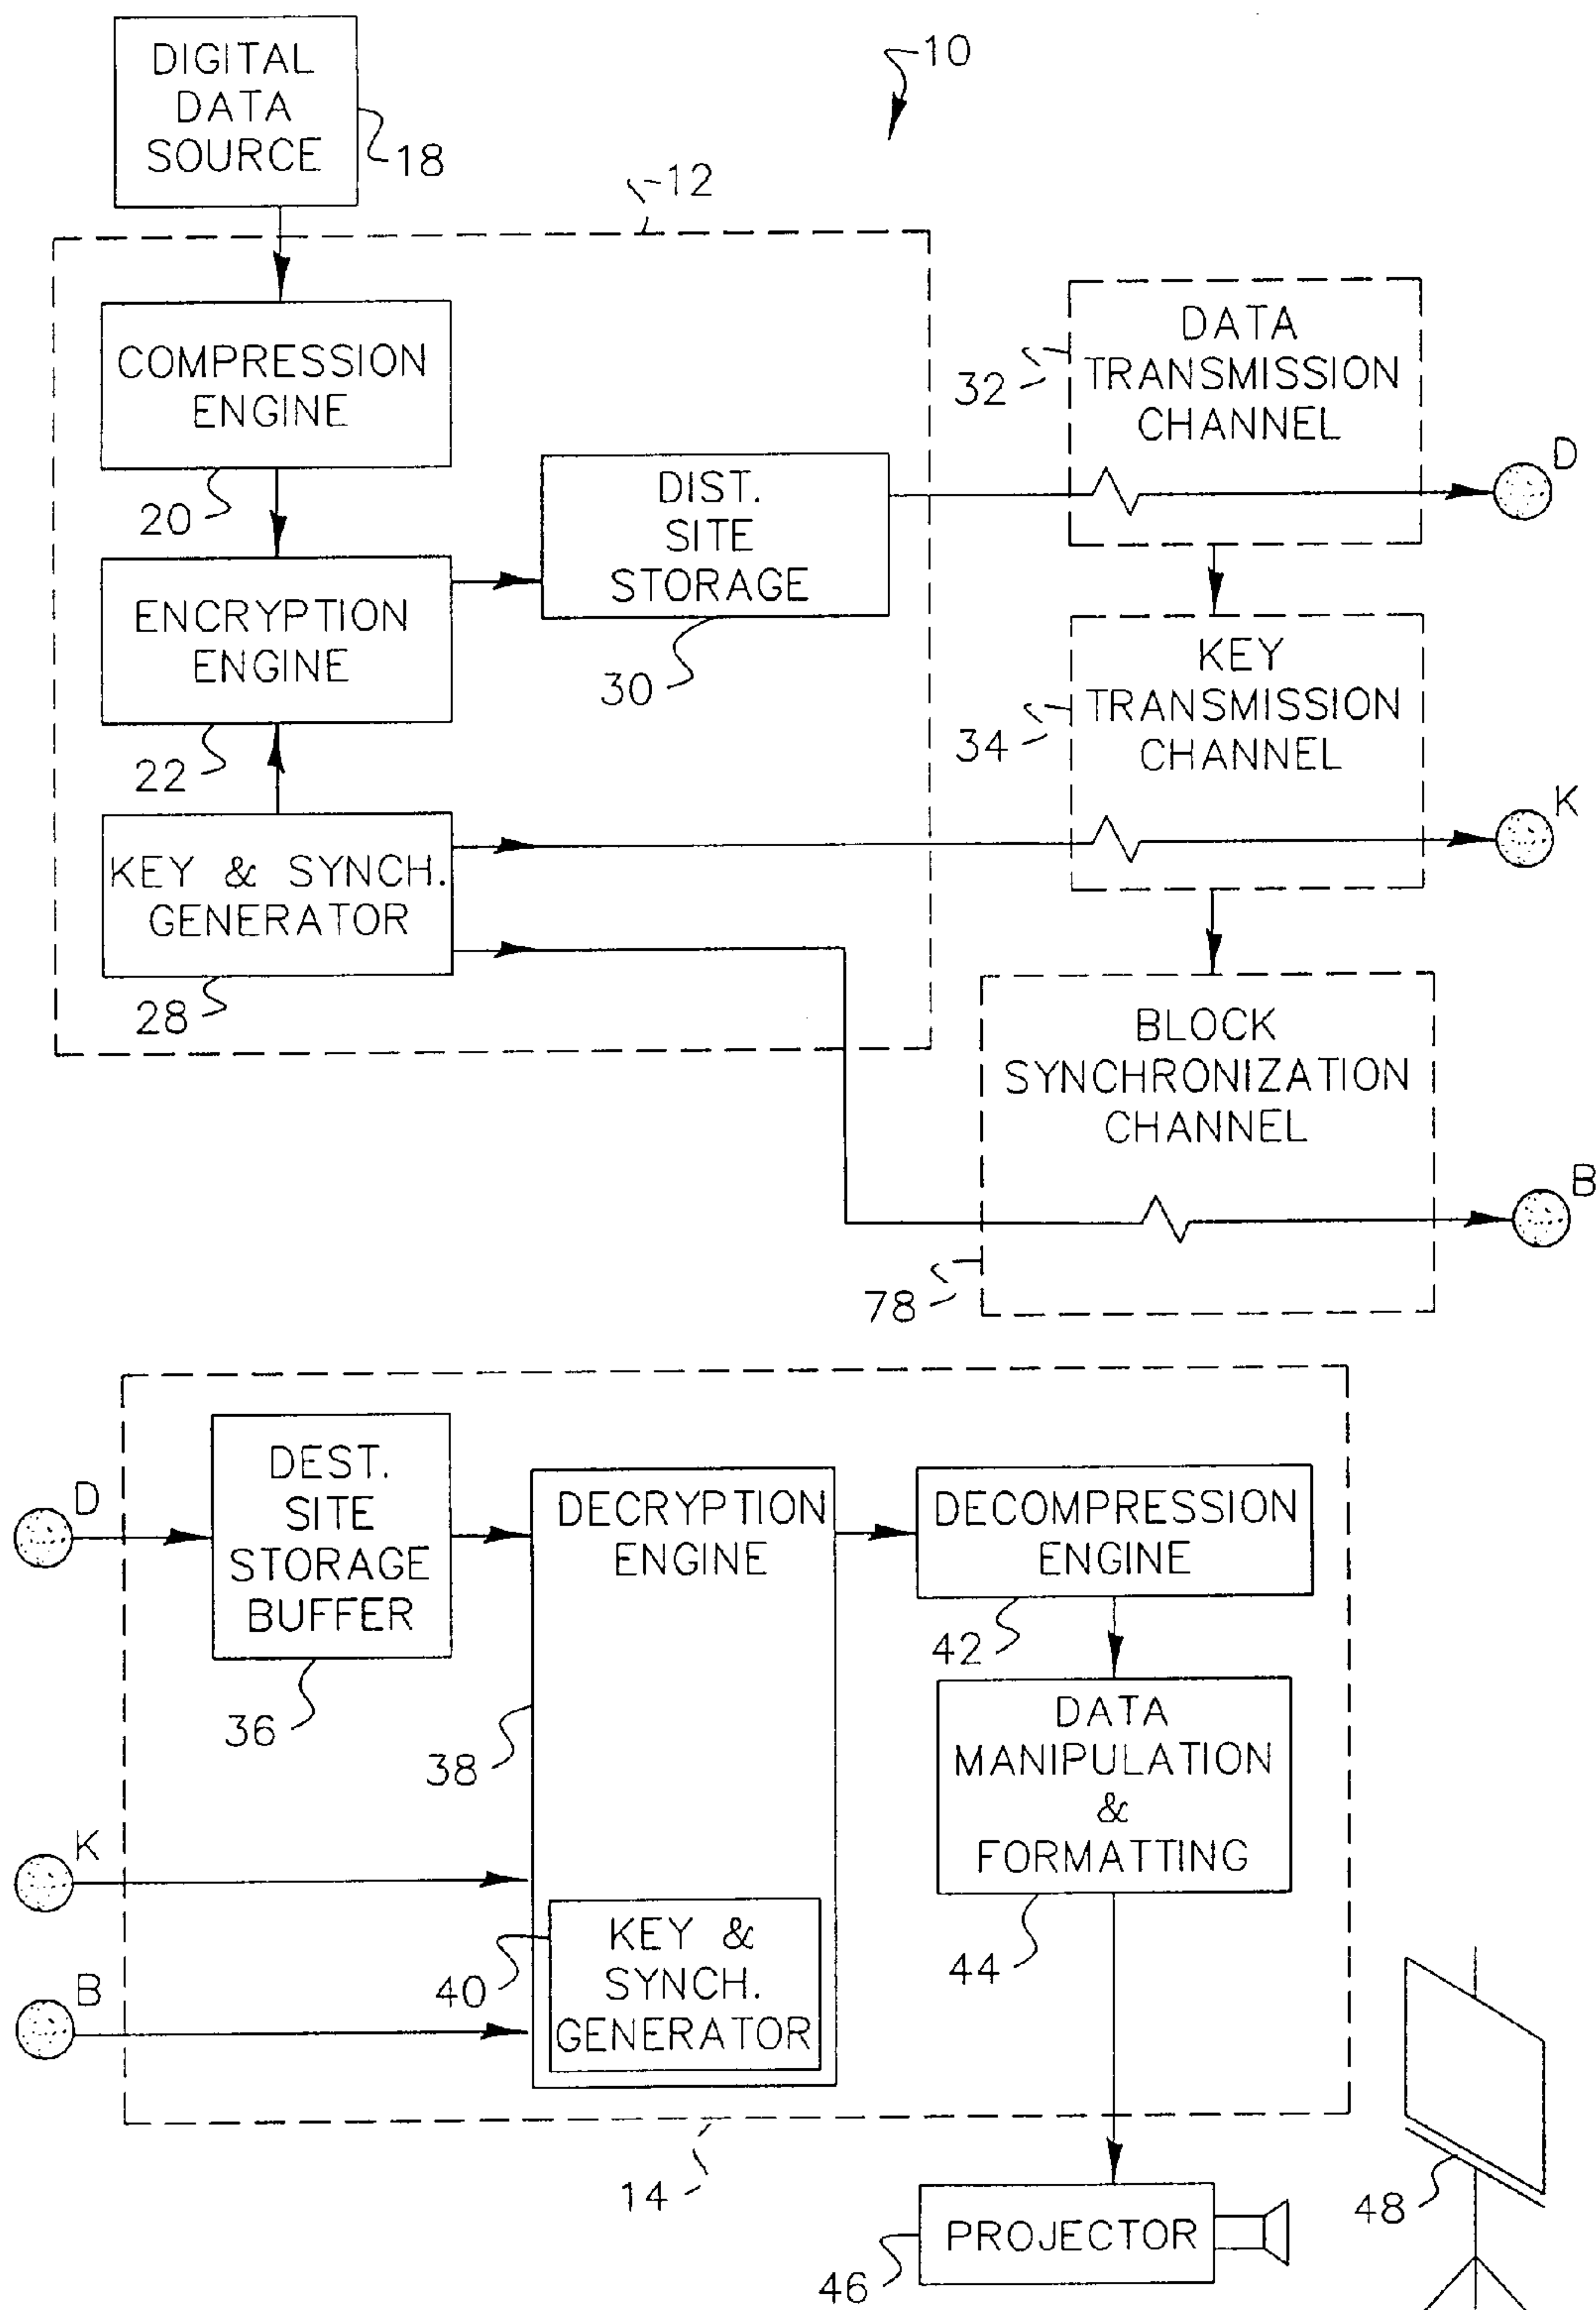 10
DIGITAL
DATA
SOURCE
18
12
COMPRESSION
ENGINE
20
DATA
TRANSMISSION
CHANNEL
32
D
DIST.
SITE
STORAGE
30
ENCRYPTION
ENGINE
22
KEY
TRANSMISSION
CHANNEL
34
K
KEY & SYNCH.
GENERATOR
28
BLOCK
SYNCHRONIZATION
CHANNEL
78
B
D
DEST.
SITE
STORAGE
BUFFER
36
DECRYPTION
ENGINE
38
DECOMPRESSION
ENGINE
42
DATA
MANIPULATION
&
FORMATTING
44
K
B
KEY &
SYNCH.
GENERATOR
40
14
PROJECTOR
46
48